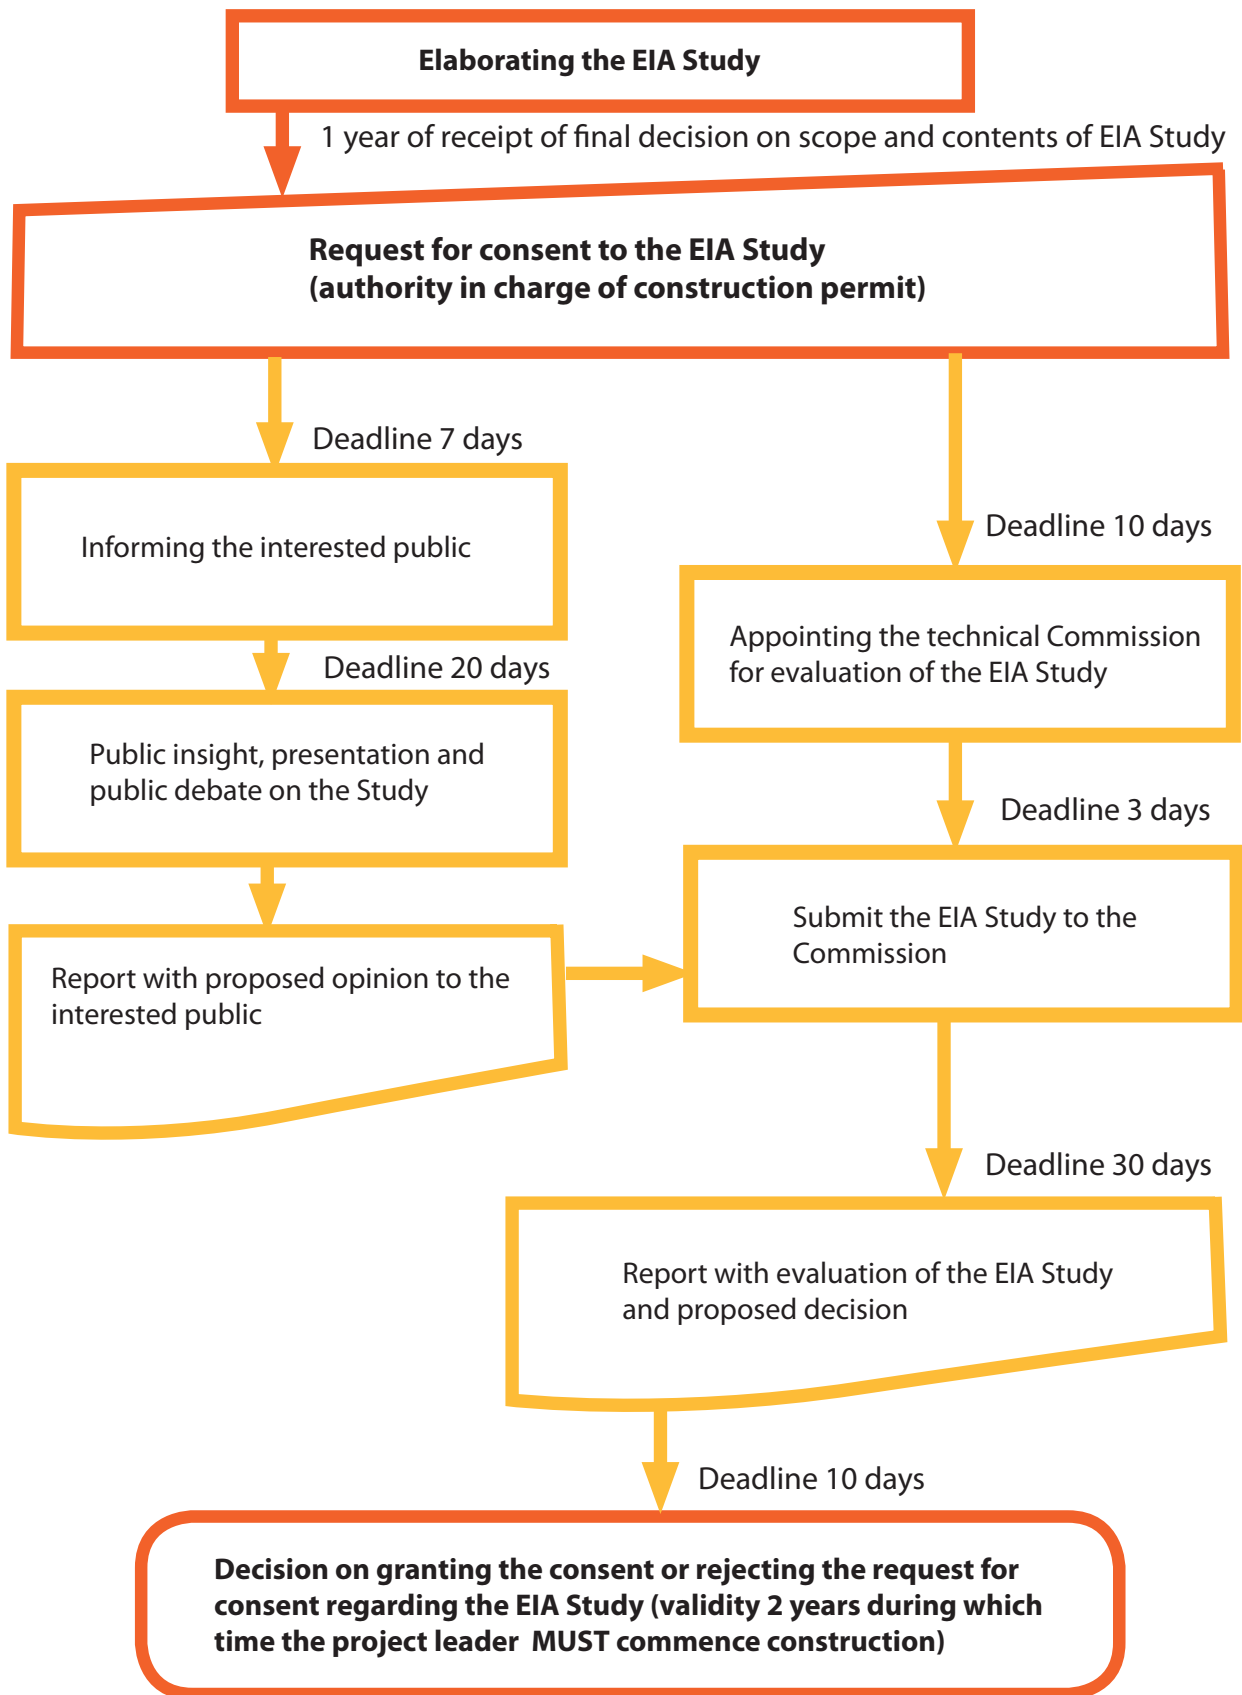 Elaborating the EIA Study
1 year of receipt of final decision on scope and contents of EIA Study
Request for consent to the EIA Study
(authority in charge of construction permit)
Deadline 7 days
Informing the interested public
Deadline 20 days
Public insight, presentation and
public debate on the Study
Report with proposed opinion to the
interested public
Deadline 10 days
Appointing the technical Commission
for evaluation of the EIA Study
Deadline 3 days
Submit the EIA Study to the
Commission
Deadline 30 days
Report with evaluation of the EIA Study
and proposed decision
Deadline 10 days
Decision on granting the consent or rejecting the request for
consent regarding the EIA Study (validity 2 years during which
time the project leader MUST commence construction)